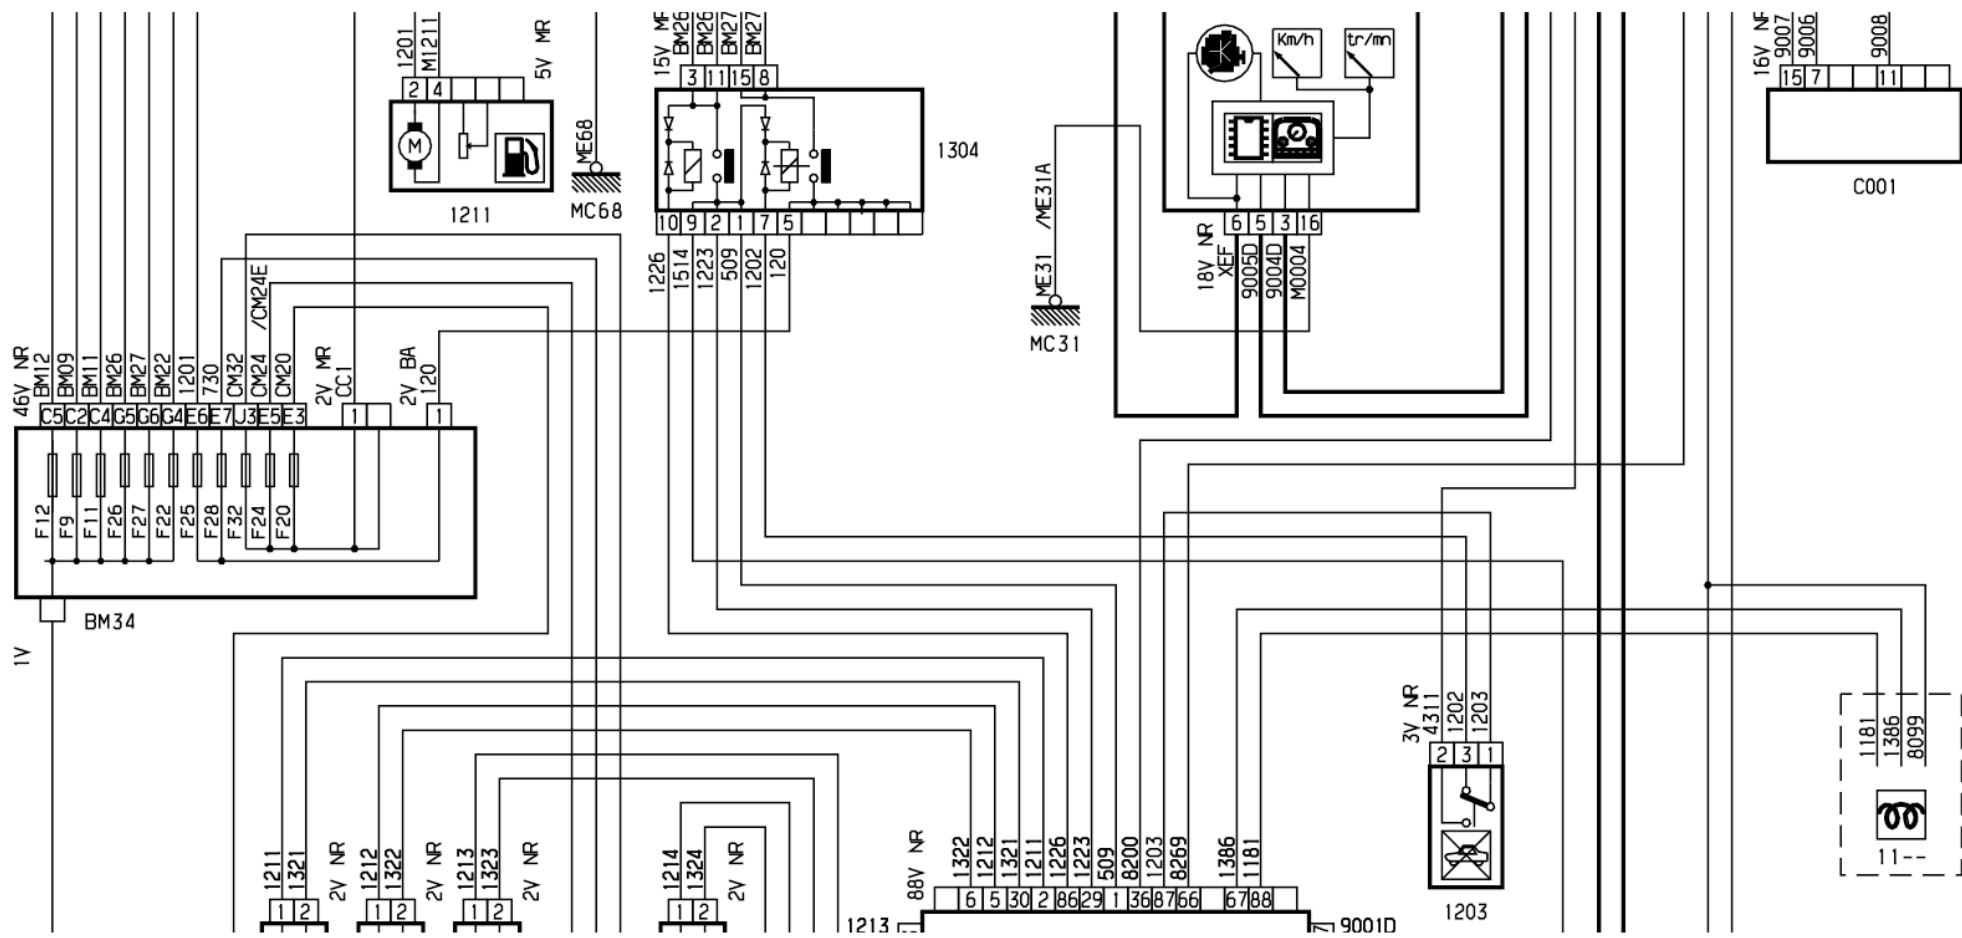 1201
M1211
5V MR
2 4
M
1211
ME68
MC68
BM26
BM26
BM27
BM27
3 11 15 8
1304
10 9 2 1 7 5
1226
1514
1223
509
1202
120
Km/h
tr/mn
6 5 3 16
18V NR
XEF
9005D
9004D
M0004
ME31 /ME31A
MC31
9007
9006
9008
15 7 11
C001
46V NR
BM12
BM09
BM11
BM26
BM27
BM22
1201
730
CM32
/CM24E
CM24
CM20
2V MR
CC1
2V BA
120
C5 C2 C4 G5 G6 G4 E6 E7 J3 E5 E3 1 1
F12
F9
F11
F26
F27
F22
F25
F28
F32
F24
F20
BM34
1V
3V NR
4311
1202
1203
2 3 1
1203
1181
1386
8099
11--
1211
1321
2V NR
1 2
1212
1322
2V NR
1 2
1213
1323
2V NR
1 2
1214
1324
2V NR
1 2
88V NR
1322
1212
1321
1211
1226
1223
509
8200
1203
8269
1386
1181
6 5 30 2 86 29 1 36 87 66 67 88
1213
9001D